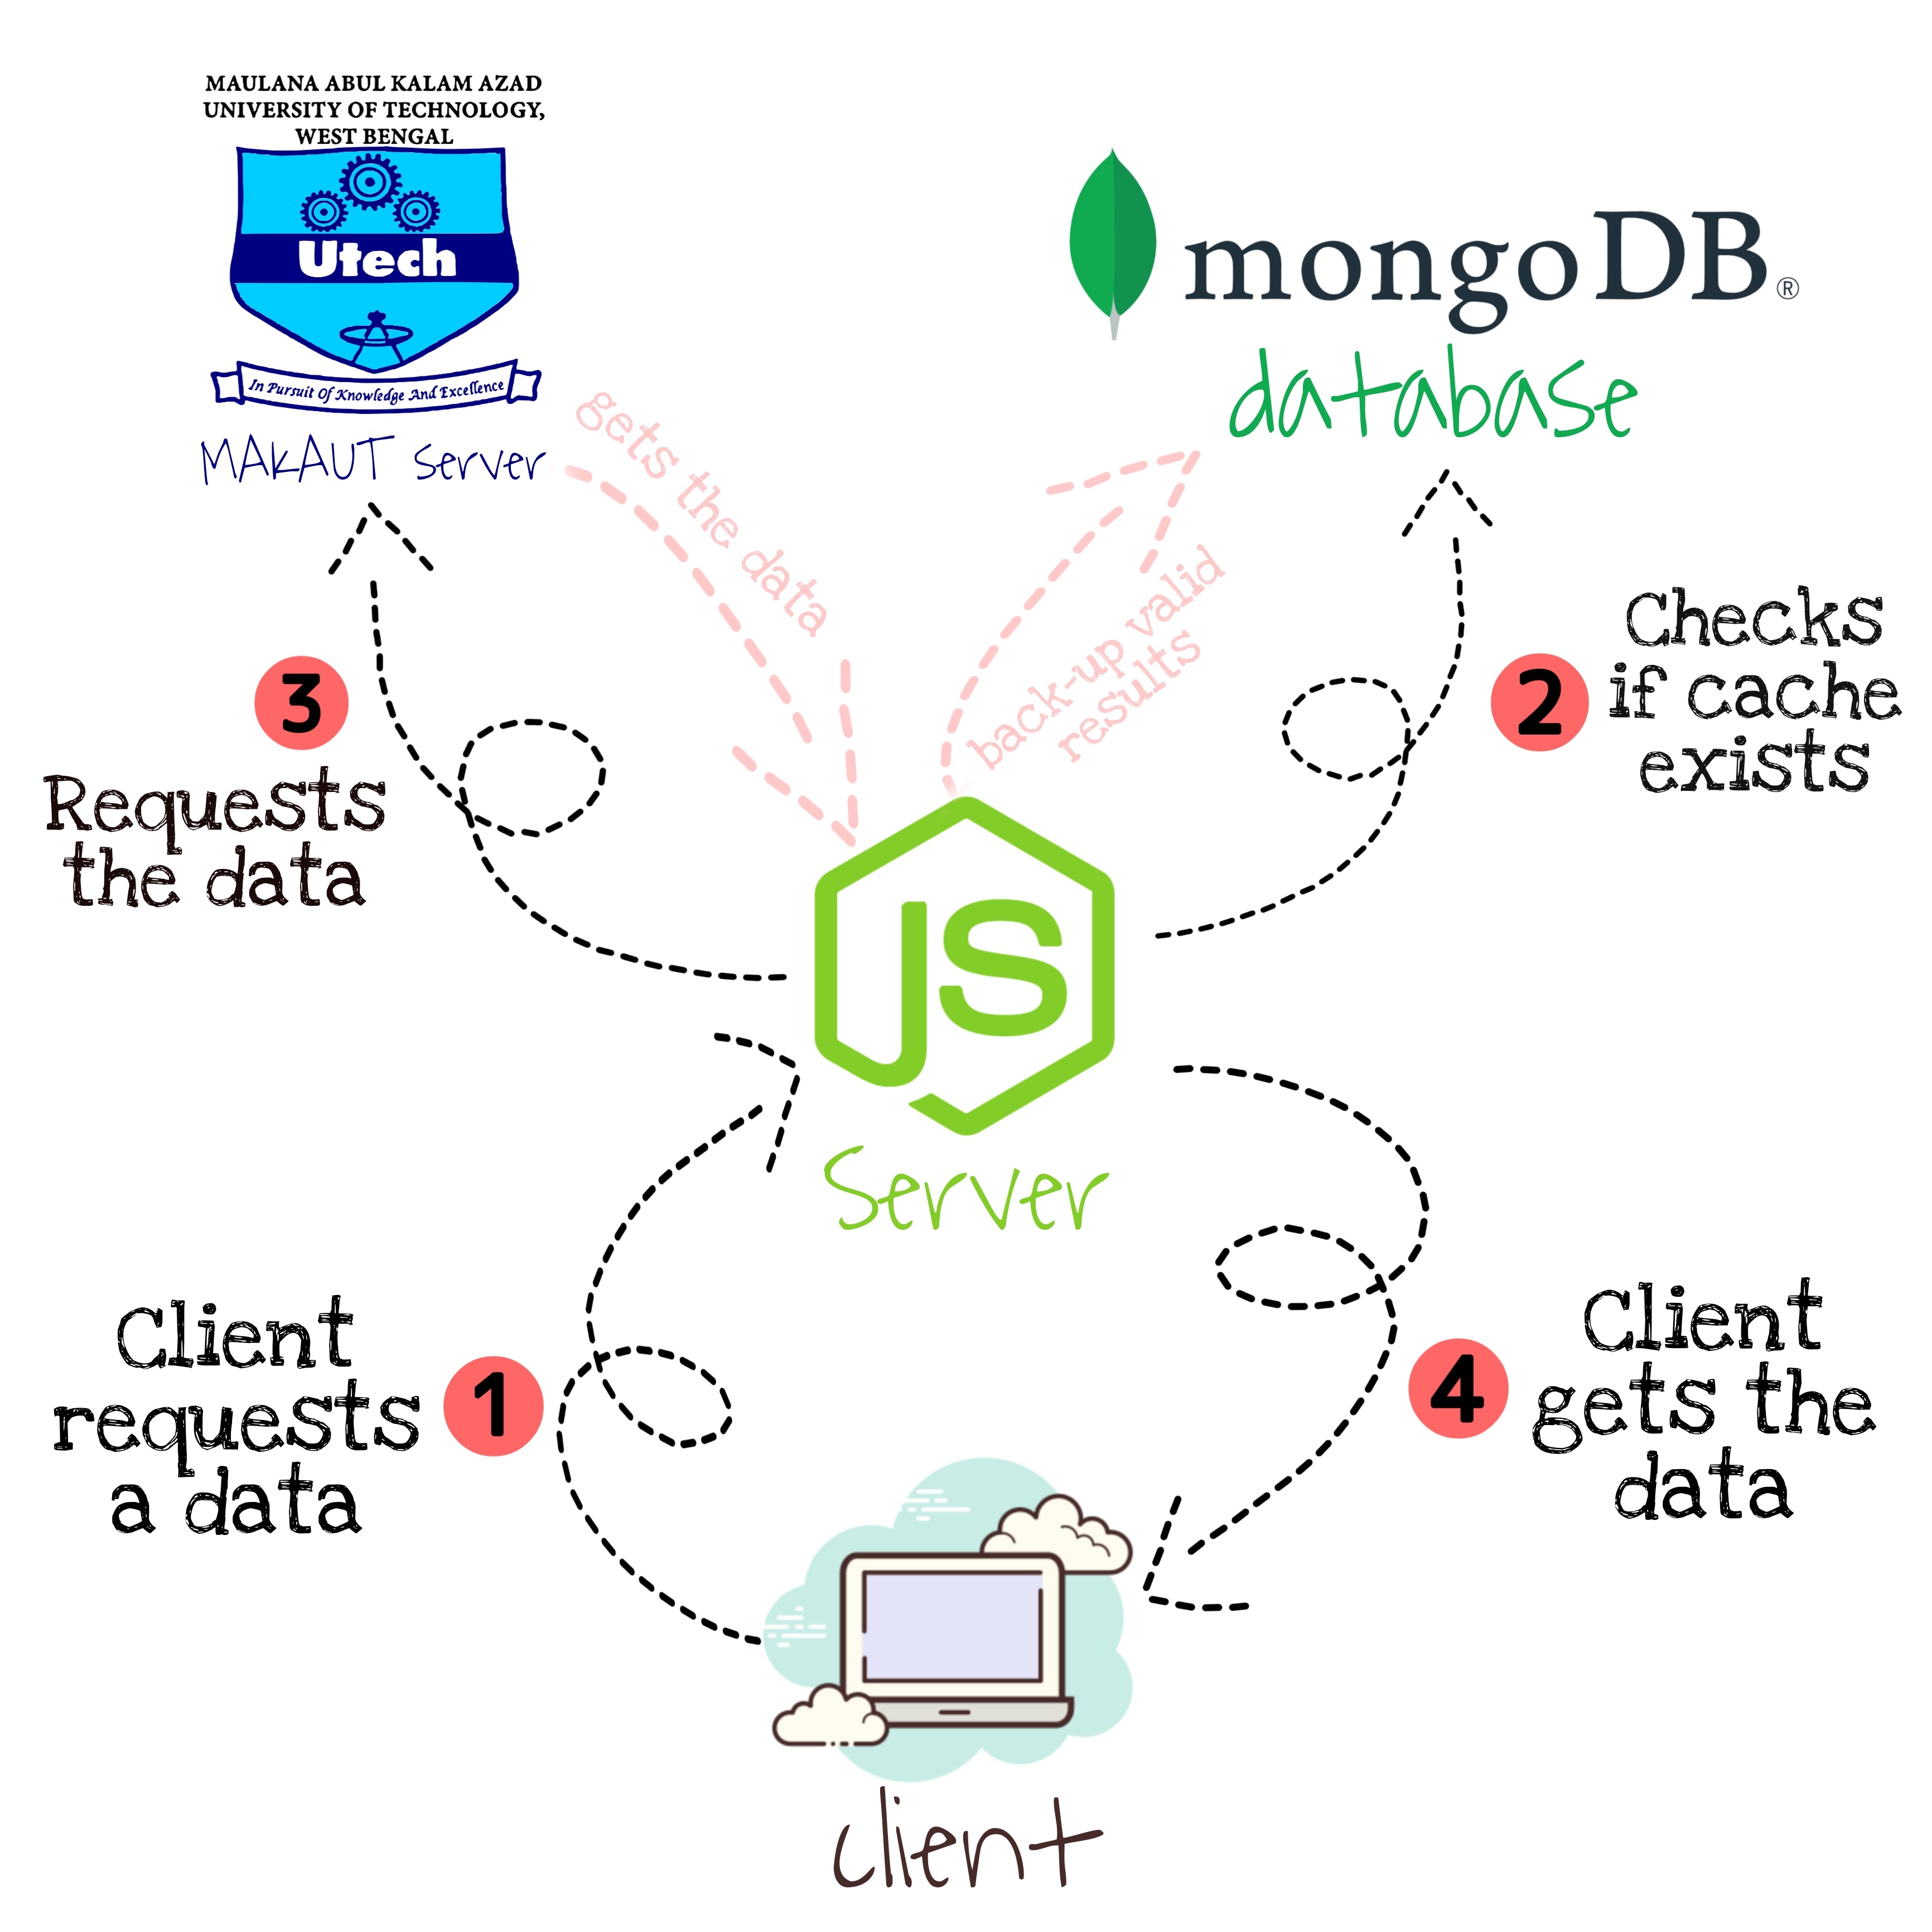 MAULANA ABUL KALAM AZAD
UNIVERSITY OF TECHNOLOGY,
WEST BENGAL
Utech
In Pursuit Of Knowledge And Excellence
MAKAUT Server
mongoDB®
database
gets the data
back-up valid
results
3
Requests
the data
2
Checks
if cache
exists
JS
Server
Client
requests
a data
1
4
Client
gets the
data
client